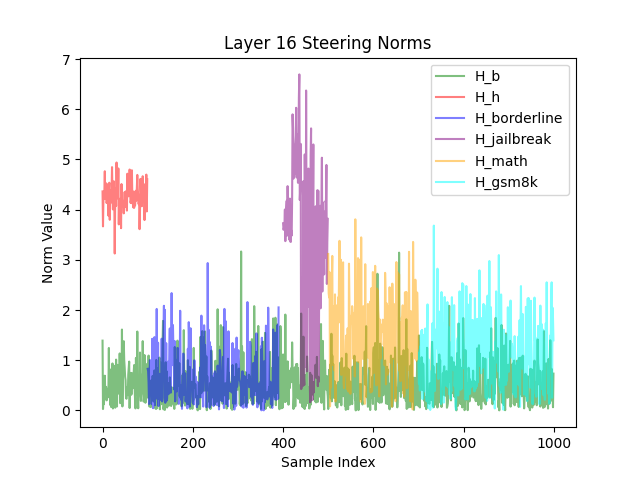 Layer 16 Steering Norms
H_b
H_h
H_borderline
H_jailbreak
H_math
H_gsm8k
Norm Value
7
6
5
4
3
2
1
0
0
200
400
600
800
1000
Sample Index